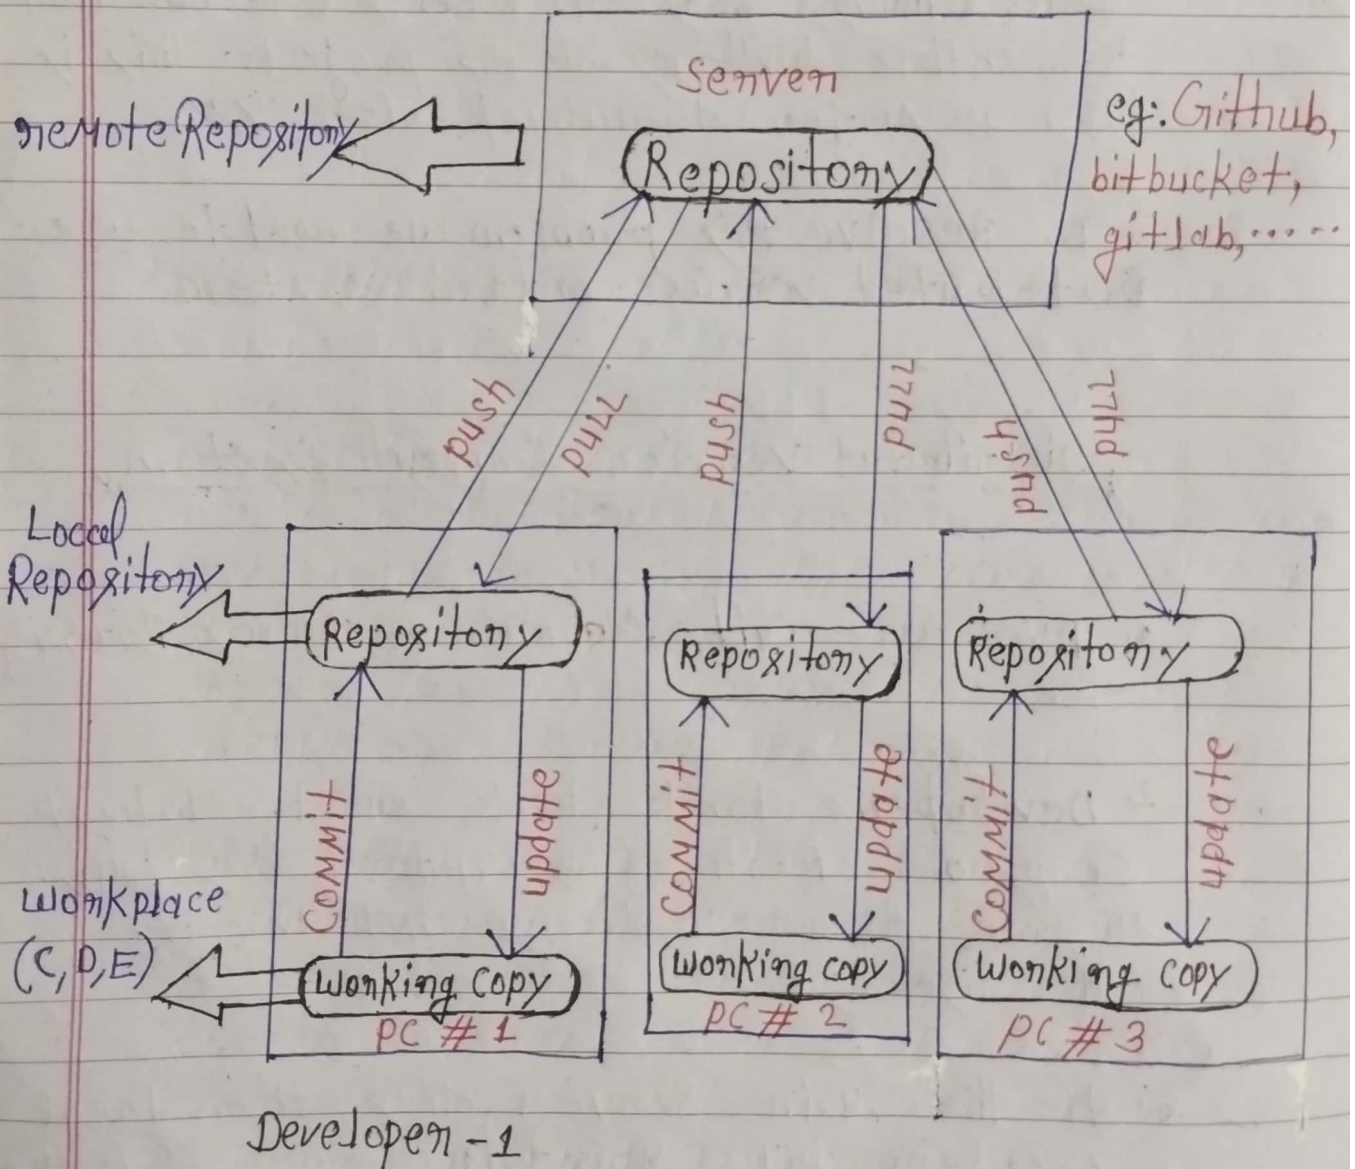 Server
remote Repository
Repository
eg: Github,
bitbucket,
gitlab, ......
push
pull
push
pull
push
pull
Local
Repository
Repository
Repository
Repository
Commit
update
Commit
update
Commit
update
Workplace
(C, D, E)
Working copy
Working copy
Working copy
PC # 1
PC # 2
PC # 3
Developer - 1